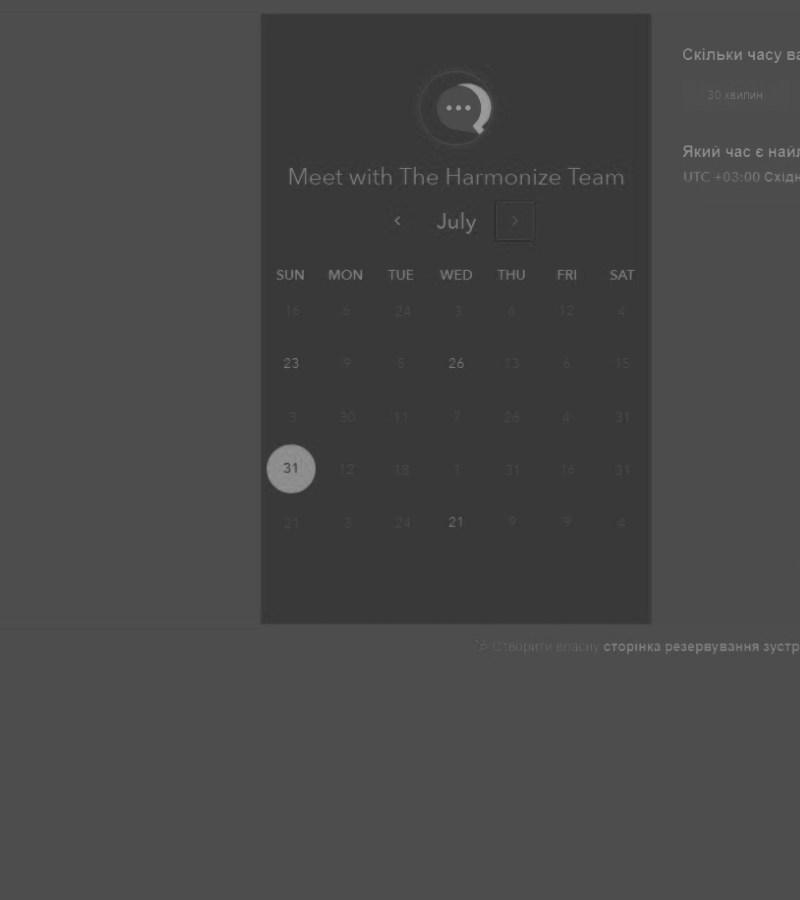 Скільки часу ва
30 хвилин
Meet with The Harmonize Team
Який час є найл
UTC +03:00 Східн
July
SUN MON TUE WED THU FRI SAT
16 6 24 3 6 12 4
23 9 5 26 13 6 15
3 30 11 7 26 4 31
31 12 18 1 31 16 31
21 3 24 21 9 9 4
Створити власну сторінка резервування зустр